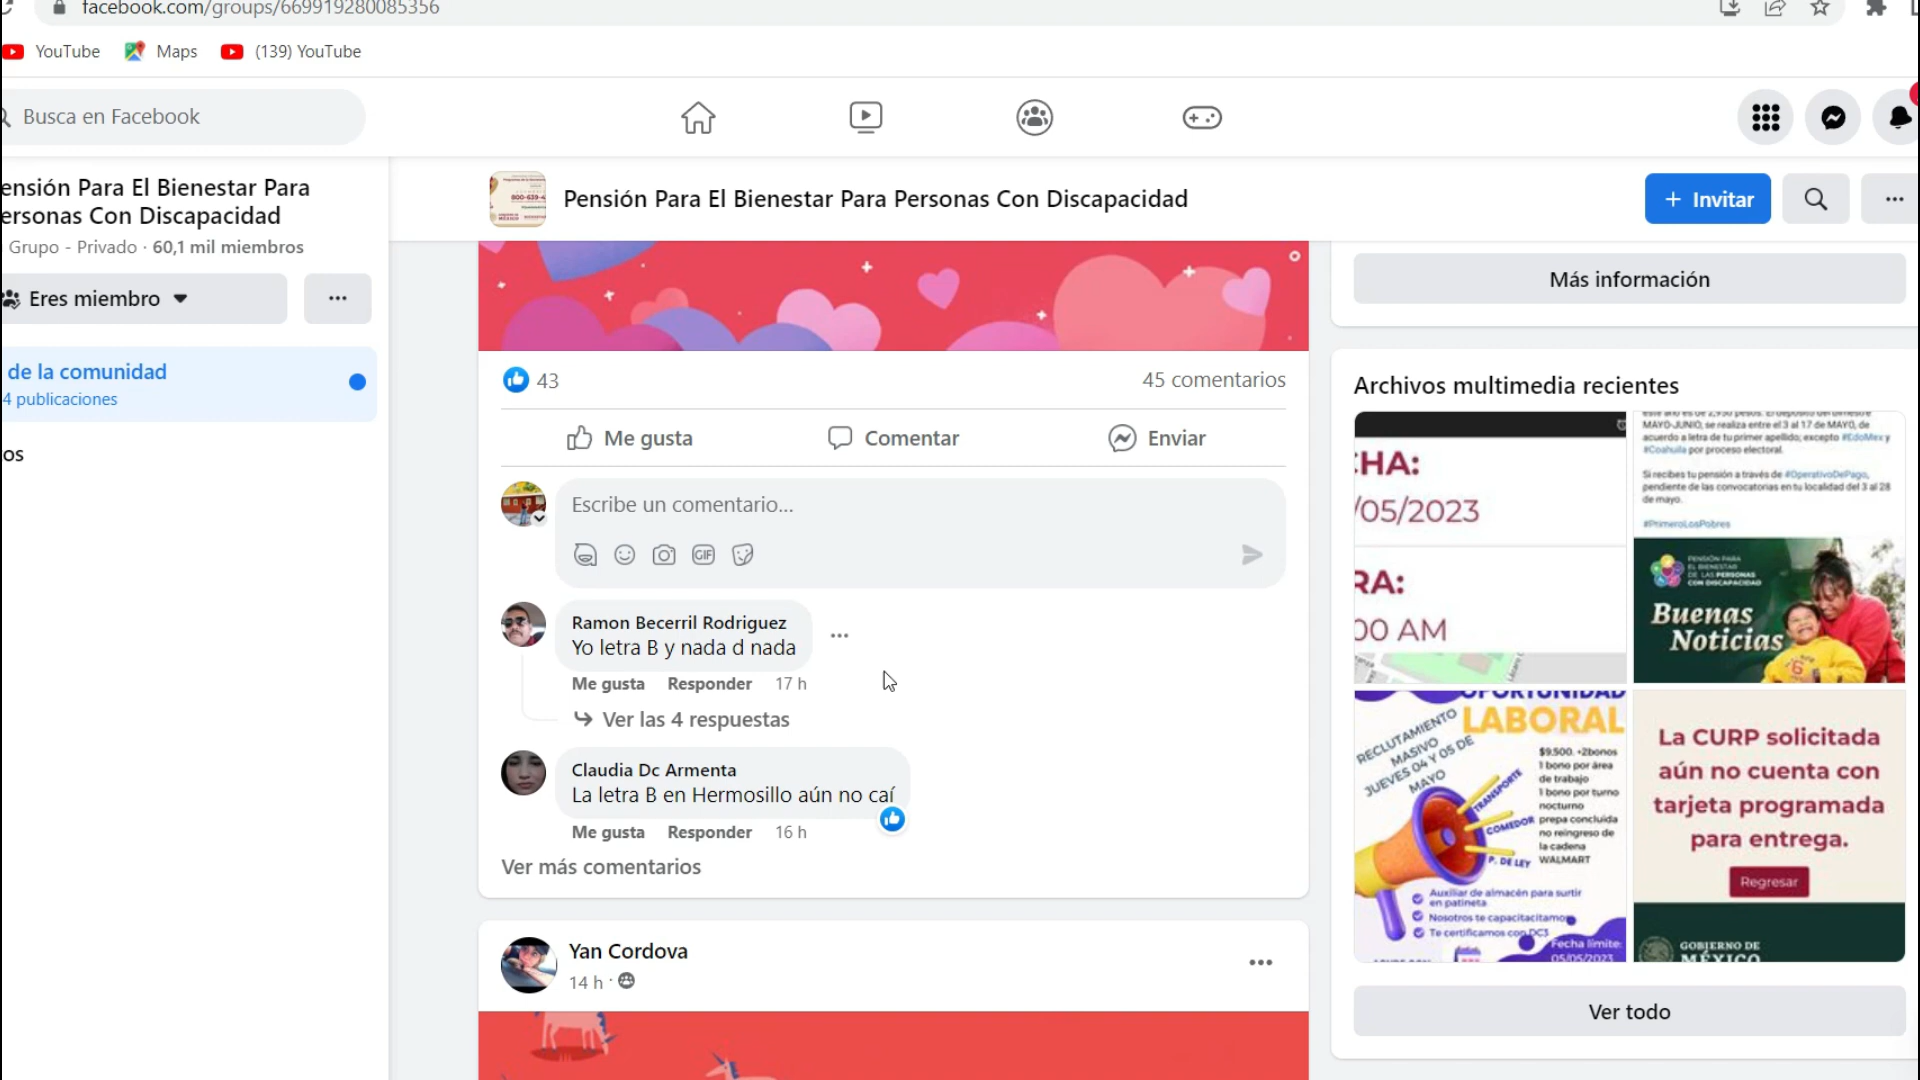 facebook.com/groups/669919280085356
YouTube
Maps
(139) YouTube
Busca en Facebook
ensión Para El Bienestar Para
ersonas Con Discapacidad
Grupo - Privado · 60,1 mil miembros
Eres miembro
de la comunidad
4 publicaciones
os
800-639-4
Pensión Para El Bienestar Para Personas Con Discapacidad
+ Invitar
43
45 comentarios
Me gusta
Comentar
Enviar
Escribe un comentario...
GIF
Ramon Becerril Rodriguez
Yo letra B y nada d nada
Me gusta Responder 17 h
Ver las 4 respuestas
Claudia Dc Armenta
La letra B en Hermosillo aún no caí
Me gusta Responder 16 h
Ver más comentarios
Yan Cordova
14 h ·
Más información
Archivos multimedia recientes
CHA:
/05/2023
RA:
00 AM
este año es de 2,950 pesos. El depósito del bimestre
MAYO-JUNIO, se realiza entre el 3 al 17 de MAYO, de
acuerdo a letra de tu primer apellido; excepto #EdoMex y
#Coahuila por proceso electoral.
Si recibes tu pensión a través de #OperativoDePago,
pendiente de las convocatorias en tu localidad del 3 al 28
de mayo.
#PrimeroLosPobres
PENSIÓN PARA
EL BIENESTAR
DE LAS PERSONAS
CON DISCAPACIDAD
Buenas
Noticias
OPORTUNIDAD
LABORAL
RECLUTAMIENTO
MASIVO
JUEVES 04 Y 05 DE
MAYO
$9,500. +2bonos
1 bono por área
de trabajo
1 bono por turno
nocturno
prepa concluida
no reingreso de
la cadena
WALMART
TRANSPORTE
COMEDOR
P. DE LEY
Auxiliar de almacén para surtir
en patineta
Nosotros te capacitacitamos
Te certificamos con DC3
Fecha límite:
05/05/2023
La CURP solicitada
aún no cuenta con
tarjeta programada
para entrega.
Regresar
GOBIERNO DE
MÉXICO
Ver todo